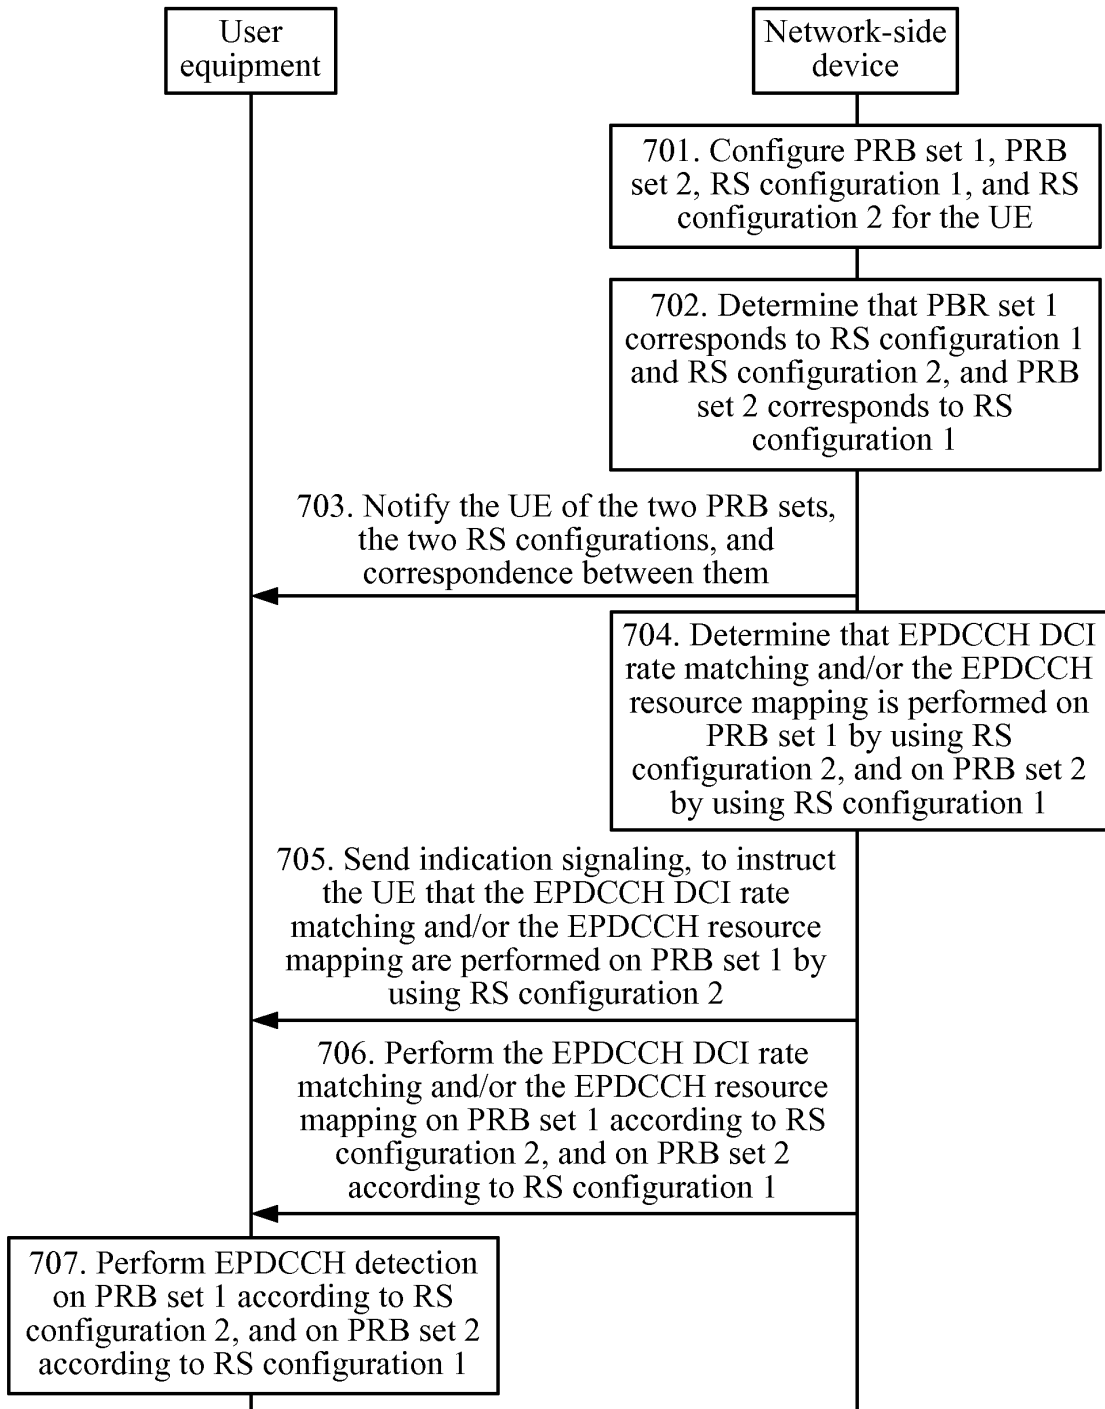 User
equipment
Network-side
device
701. Configure PRB set 1, PRB
set 2, RS configuration 1, and RS
configuration 2 for the UE
702. Determine that PBR set 1
corresponds to RS configuration 1
and RS configuration 2, and PRB
set 2 corresponds to RS
configuration 1
703. Notify the UE of the two PRB sets,
the two RS configurations, and
correspondence between them
704. Determine that EPDCCH DCI
rate matching and/or the EPDCCH
resource mapping is performed on
PRB set 1 by using RS
configuration 2, and on PRB set 2
by using RS configuration 1
705. Send indication signaling, to instruct
the UE that the EPDCCH DCI rate
matching and/or the EPDCCH resource
mapping are performed on PRB set 1 by
using RS configuration 2
706. Perform the EPDCCH DCI rate
matching and/or the EPDCCH resource
mapping on PRB set 1 according to RS
configuration 2, and on PRB set 2
according to RS configuration 1
707. Perform EPDCCH detection
on PRB set 1 according to RS
configuration 2, and on PRB set 2
according to RS configuration 1